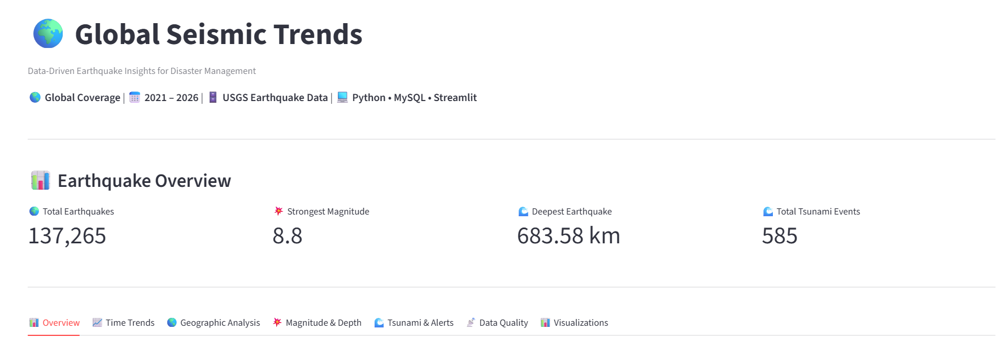 Global Seismic Trends
Data-Driven Earthquake Insights for Disaster Management
Global Coverage | 2021 – 2026 | USGS Earthquake Data | Python • MySQL • Streamlit
Earthquake Overview
Total Earthquakes Strongest Magnitude Deepest Earthquake Total Tsunami Events
137,265 8.8 683.58 km 585
Overview Time Trends Geographic Analysis Magnitude & Depth Tsunami & Alerts Data Quality Visualizations